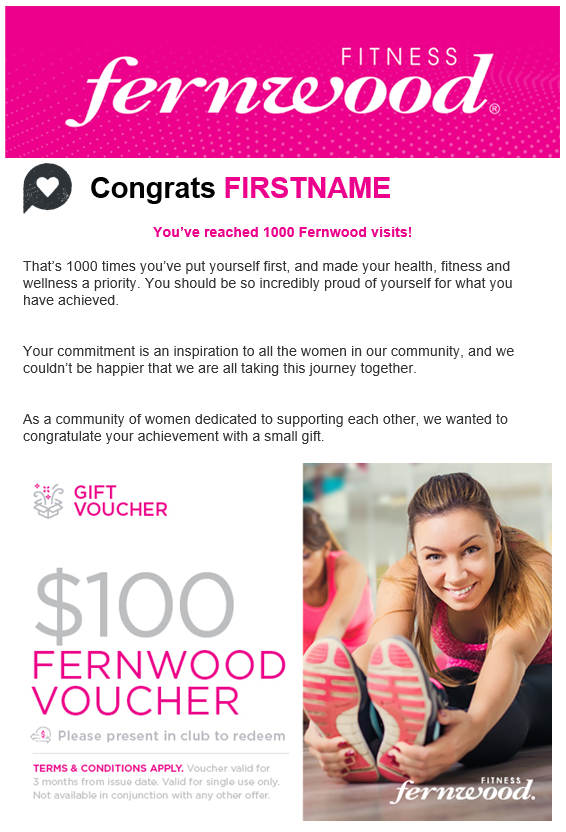 FITNESS
fernwood®
Congrats FIRSTNAME
You’ve reached 1000 Fernwood visits!
That’s 1000 times you’ve put yourself first, and made your health, fitness and
wellness a priority. You should be so incredibly proud of yourself for what you
have achieved.
Your commitment is an inspiration to all the women in our community, and we
couldn’t be happier that we are all taking this journey together.
As a community of women dedicated to supporting each other, we wanted to
congratulate your achievement with a small gift.
GIFT
VOUCHER
$100
FERNWOOD
VOUCHER
Please present in club to redeem
TERMS & CONDITIONS APPLY. Voucher valid for
3 months from issue date. Valid for single use only.
Not available in conjunction with any other offer.
FITNESS
fernwood.